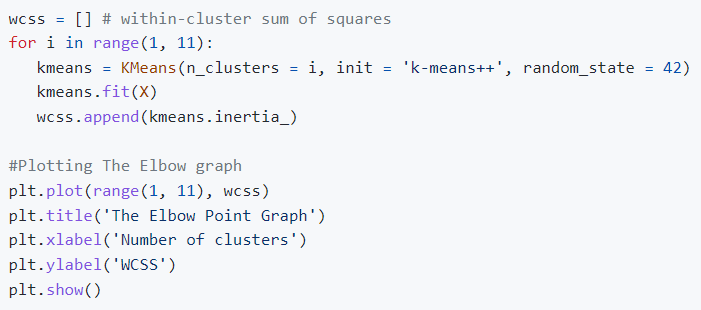 wcss = [] # within-cluster sum of squares
for i in range(1, 11):
   kmeans = KMeans(n_clusters = i, init = 'k-means++', random_state = 42)
   kmeans.fit(X)
   wcss.append(kmeans.inertia_)

#Plotting The Elbow graph
plt.plot(range(1, 11), wcss)
plt.title('The Elbow Point Graph')
plt.xlabel('Number of clusters')
plt.ylabel('WCSS')
plt.show()